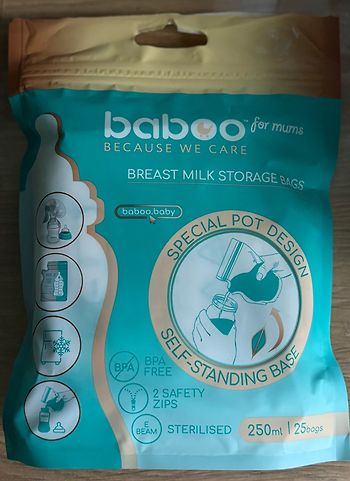 baboo™ for mums
BECAUSE WE CARE
BREAST MILK STORAGE BAGS
baboo.baby
SPECIAL POT DESIGN
SELF-STANDING BASE
BPA
BPA
FREE
2 SAFETY
ZIPS
E
BEAM
STERILISED
250ml | 25bags